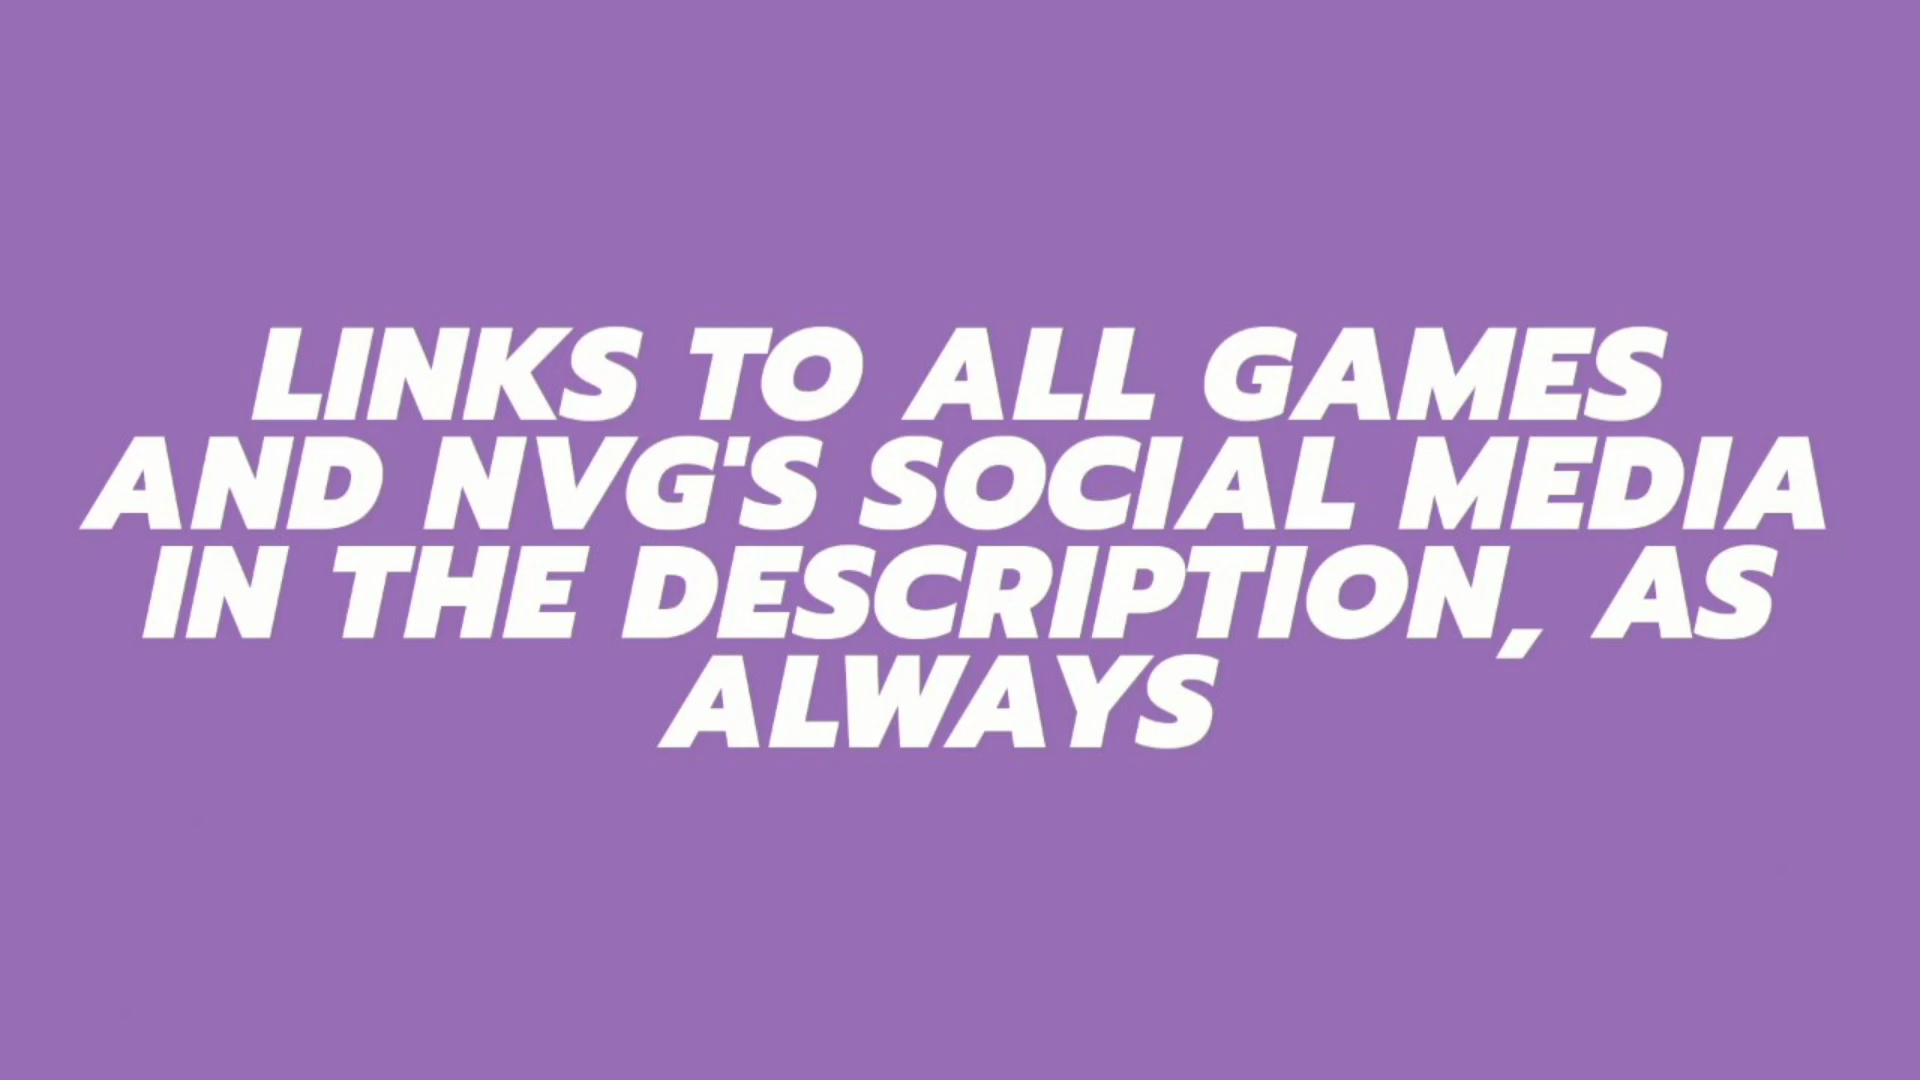 LINKS TO ALL GAMES
AND NVG'S SOCIAL MEDIA
IN THE DESCRIPTION, AS
ALWAYS